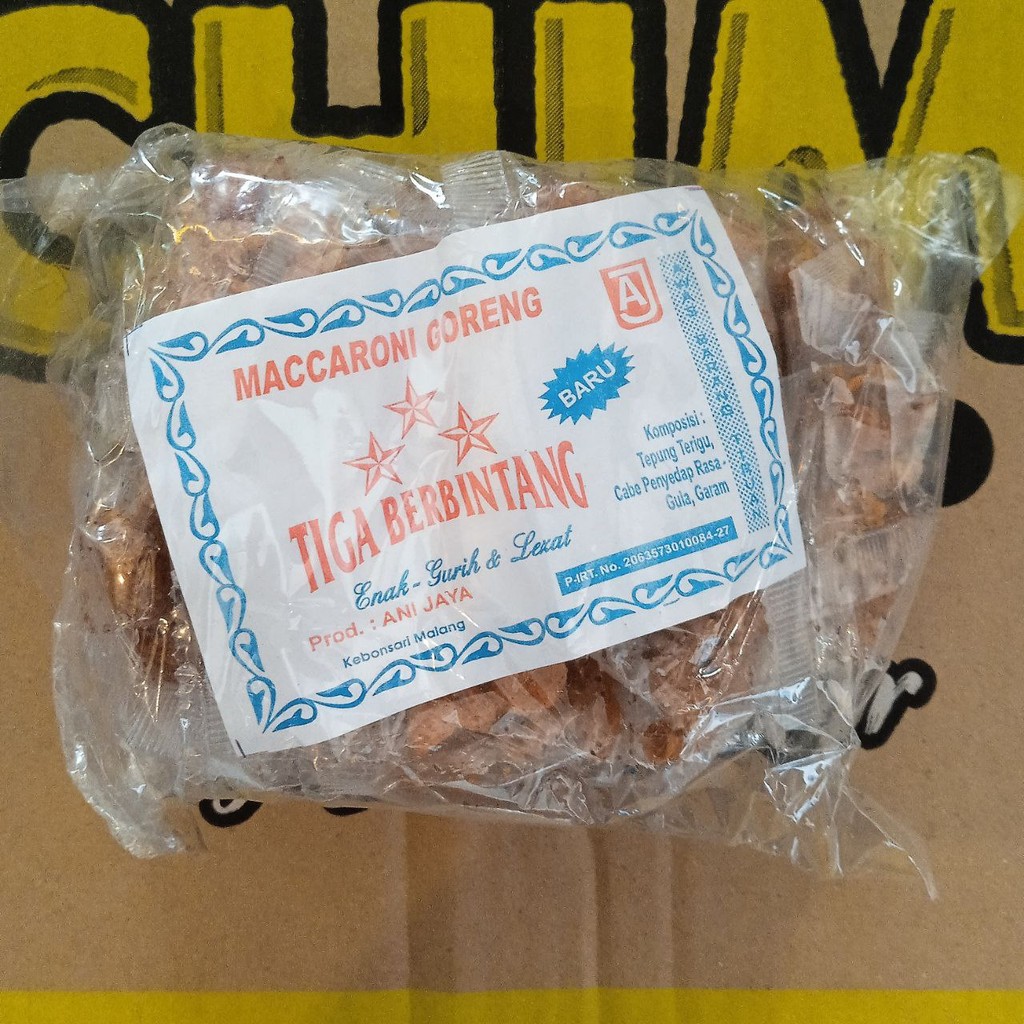 MACCARONI GORENG
A
BARU
TIGA BERBINTANG
Enak - Gurih & Lezat
Prod. : ANI JAYA
Kebonsari Malang
Komposisi :
Tepung Terigu,
Cabe Penyedap Rasa -
Gula, Garam
P-IRT. No. 2063573010084-27